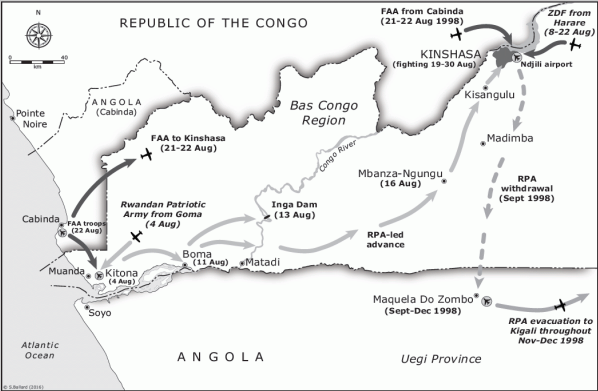 REPUBLIC OF THE CONGO
FAA from Cabinda
(21-22 Aug 1998)
ZDF from
Harare
(8-22 Aug)
KINSHASA
(fighting 19-30 Aug)
Ndjili airport
N
0
km
40
ANGOLA
(Cabinda)
Pointe
Noire
Bas Congo
Region
Kisangulu
FAA to Kinshasa
(21-22 Aug)
Congo River
Madimba
Mbanza-Ngungu
(16 Aug)
RPA
withdrawal
(Sept 1998)
Rwandan Patriotic
Army from Goma
(4 Aug)
Inga Dam
(13 Aug)
Cabinda
FAA troops
(22 Aug)
RPA-led
advance
Boma
(11 Aug)
Matadi
Muanda
Kitona
(4 Aug)
Soyo
Maquela Do Zombo
(Sept-Dec 1998)
RPA evacuation to
Kigali throughout
Nov-Dec 1998
Atlantic
Ocean
ANGOLA
Uegi Province
© S.Ballard (2016)